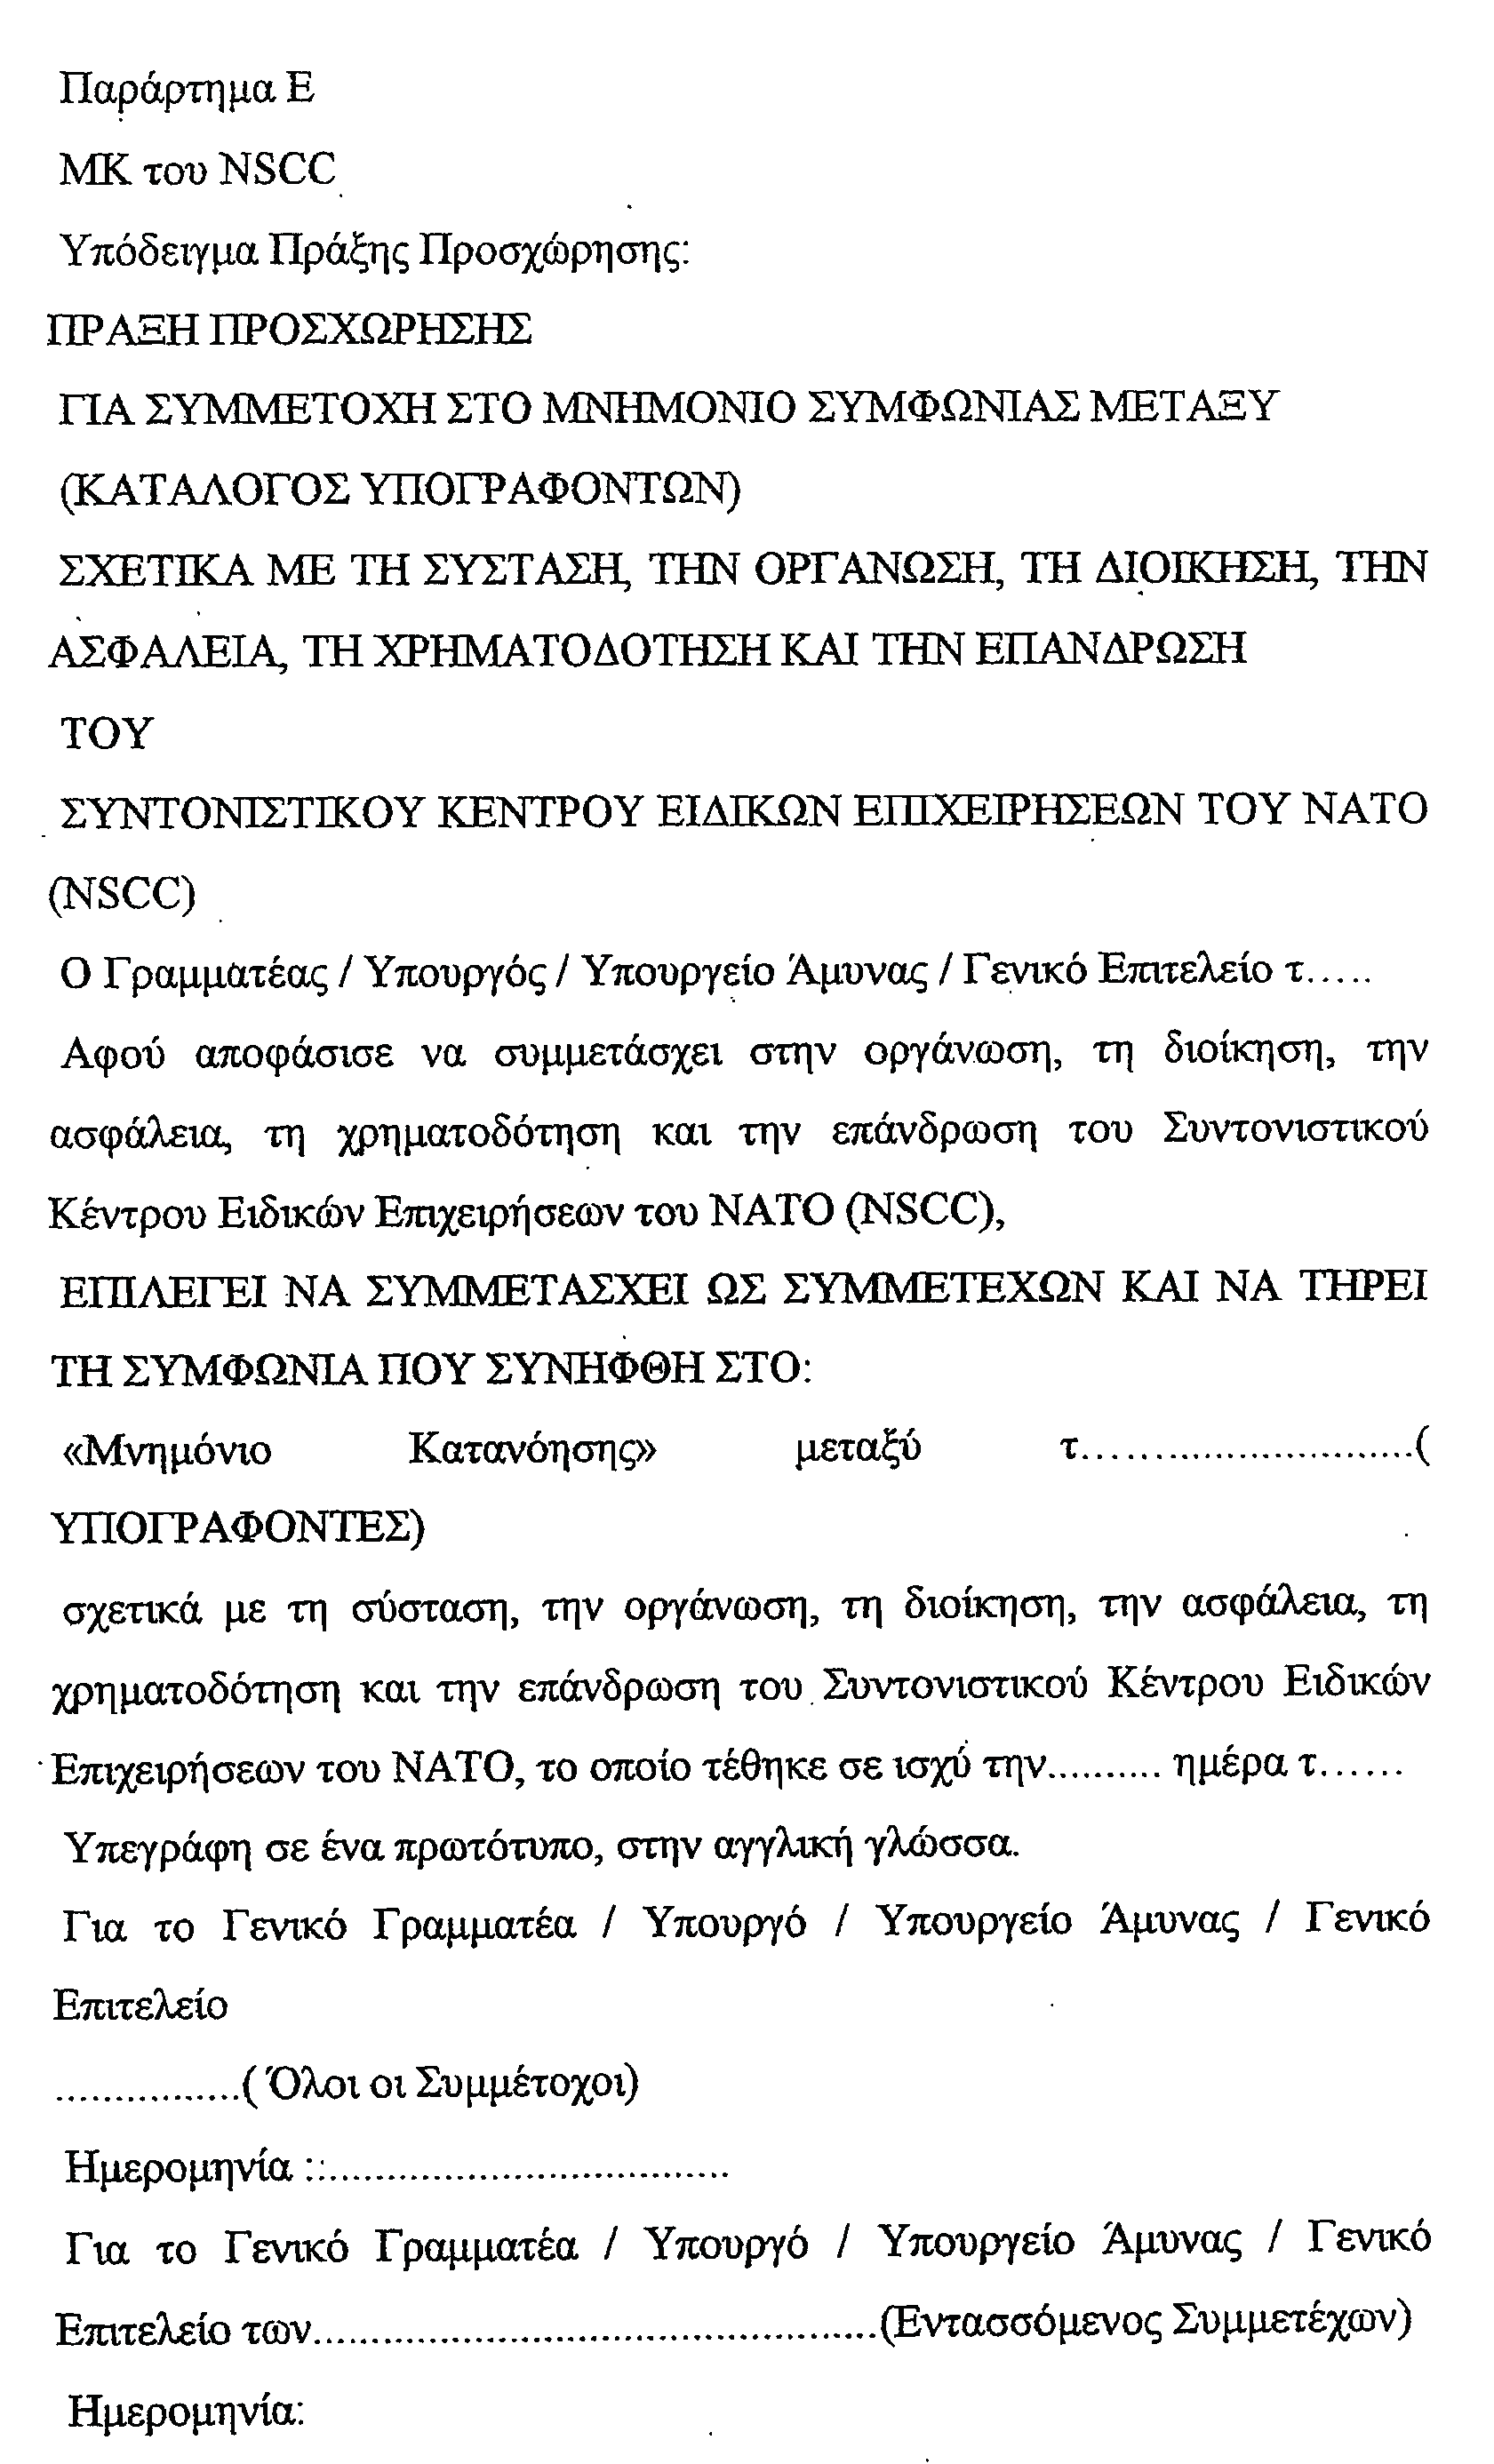 Παράρτημα Ε
ΜΚ του NSCC
Υπόδειγμα Πράξης Προσχώρησης:
ΠΡΑΞΗ ΠΡΟΣΧΩΡΗΣΗΣ
ΓΙΑ ΣΥΜΜΕΤΟΧΗ ΣΤΟ ΜΝΗΜΟΝΙΟ ΣΥΜΦΩΝΙΑΣ ΜΕΤΑΞΥ
(ΚΑΤΑΛΟΓΟΣ ΥΠΟΓΡΑΦΟΝΤΩΝ)
ΣΧΕΤΙΚΑ ΜΕ ΤΗ ΣΥΣΤΑΣΗ, ΤΗΝ ΟΡΓΑΝΩΣΗ, ΤΗ ΔΙΟΙΚΗΣΗ, ΤΗΝ
ΑΣΦΑΛΕΙΑ, ΤΗ ΧΡΗΜΑΤΟΔΟΤΗΣΗ ΚΑΙ ΤΗΝ ΕΠΑΝΔΡΩΣΗ
ΤΟΥ
ΣΥΝΤΟΝΙΣΤΙΚΟΥ ΚΕΝΤΡΟΥ ΕΙΔΙΚΩΝ ΕΠΙΧΕΙΡΗΣΕΩΝ ΤΟΥ ΝΑΤΟ
(NSCC)
Ο Γραμματέας / Υπουργός / Υπουργείο Άμυνας / Γενικό Επιτελείο τ.....
Αφού αποφάσισε να συμμετάσχει στην οργάνωση, τη διοίκηση, την
ασφάλεια, τη χρηματοδότηση και την επάνδρωση του Συντονιστικού
Κέντρου Ειδικών Επιχειρήσεων του ΝΑΤΟ (NSCC),
ΕΠΙΛΕΓΕΙ ΝΑ ΣΥΜΜΕΤΑΣΧΕΙ ΩΣ ΣΥΜΜΕΤΕΧΩΝ ΚΑΙ ΝΑ ΤΗΡΕΙ
ΤΗ ΣΥΜΦΩΝΙΑ ΠΟΥ ΣΥΝΗΦΘΗ ΣΤΟ:
«Μνημόνιο Κατανόησης» μεταξύ τ............................(
ΥΠΟΓΡΑΦΟΝΤΕΣ)
σχετικά με τη σύσταση, την οργάνωση, τη διοίκηση, την ασφάλεια, τη
χρηματοδότηση και την επάνδρωση του Συντονιστικού Κέντρου Ειδικών
Επιχειρήσεων του ΝΑΤΟ, το οποίο τέθηκε σε ισχύ την.......... ημέρα τ......
Υπεγράφη σε ένα πρωτότυπο, στην αγγλική γλώσσα.
Για το Γενικό Γραμματέα / Υπουργό / Υπουργείο Άμυνας / Γενικό
Επιτελείο
................( Όλοι οι Συμμέτοχοι)
Ημερομηνία ::..................................
Για το Γενικό Γραμματέα / Υπουργό / Υπουργείο Άμυνας / Γενικό
Επιτελείο των................................................(Εντασσόμενος Συμμετέχων)
Ημερομηνία: